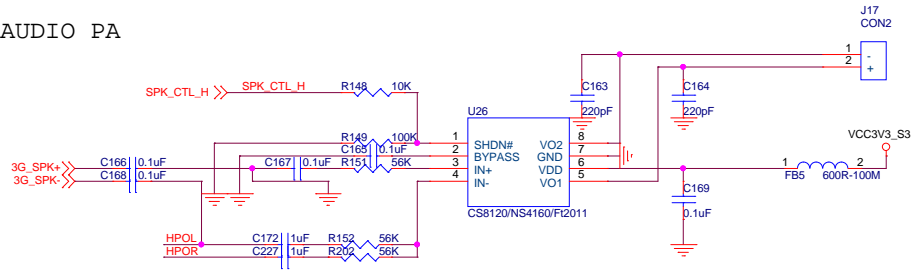 AUDIO PA
J17
CON2
1
-
2
+
SPK_CTL_H
SPK_CTL_H
R148
10K
C163
220pF
C164
220pF
U26
VCC3V3_S3
R149
100K
C165
0.1uF
1
SHDN#
VO2
8
2
BYPASS
GND
7
3
IN+
VDD
6
4
IN-
VO1
5
3G_SPK+
C166
0.1uF
C167
0.1uF
R151
56K
3G_SPK-
C168
0.1uF
1
2
FB5
600R-100M
C169
0.1uF
CS8120/NS4160/Ft2011
HPOL
C172
1uF
R152
56K
HPOR
C227
1uF
R202
56K